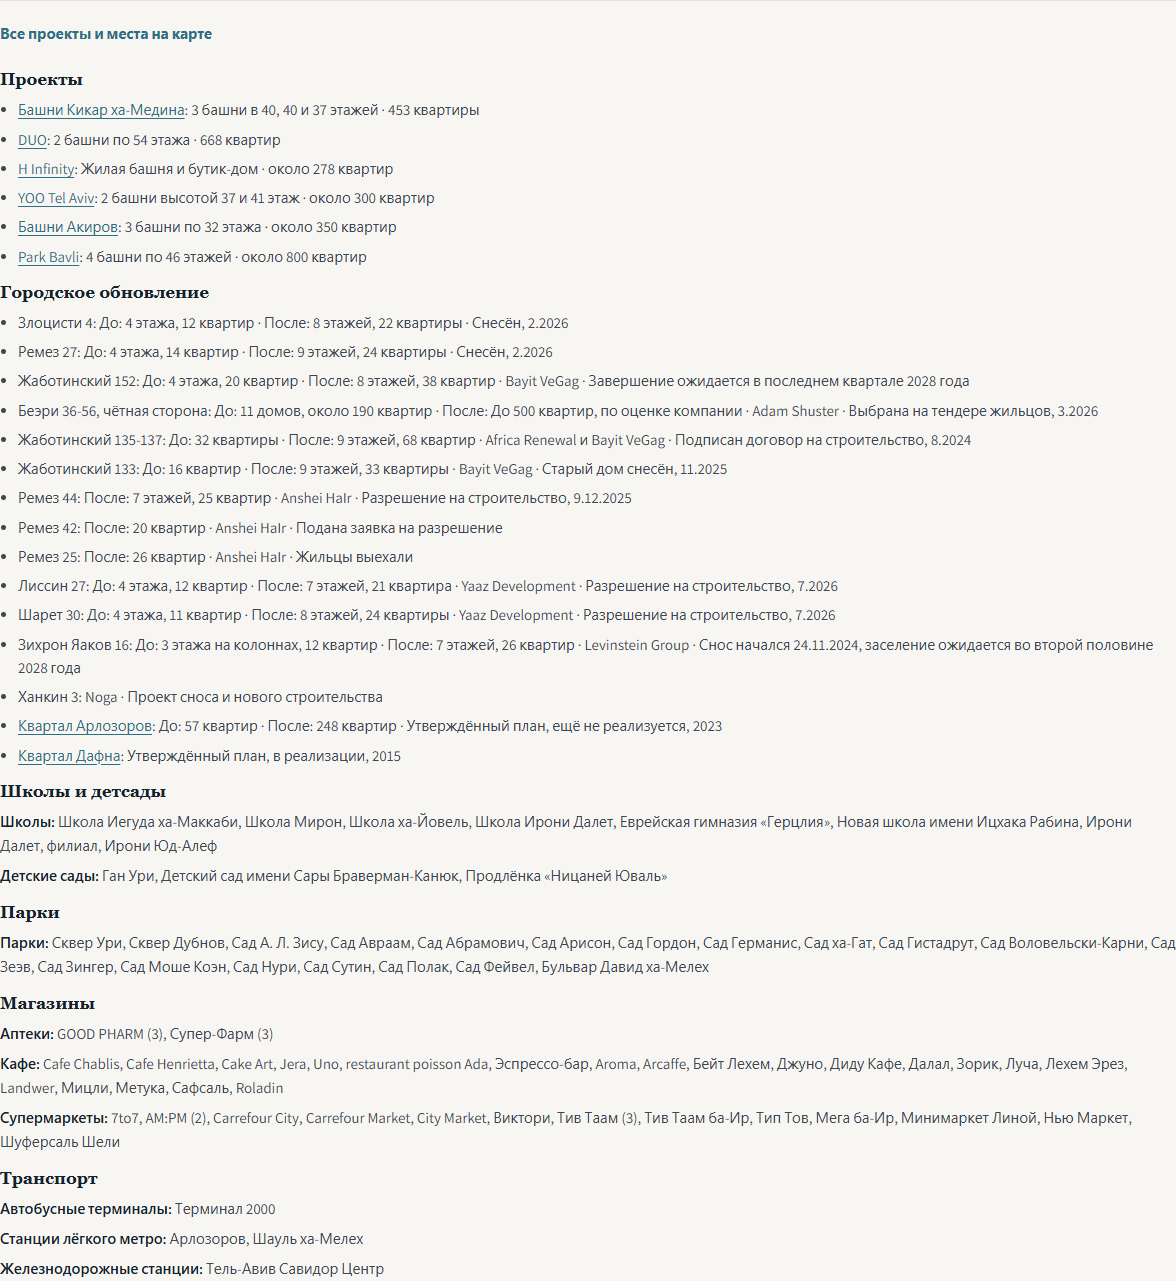 Все проекты и места на карте
Проекты
• Башни Кикар ха-Медина: 3 башни в 40, 40 и 37 этажей · 453 квартиры
• DUO: 2 башни по 54 этажа · 668 квартир
• H Infinity: Жилая башня и бутик-дом · около 278 квартир
• YOO Tel Aviv: 2 башни высотой 37 и 41 этаж · около 300 квартир
• Башни Акиров: 3 башни по 32 этажа · около 350 квартир
• Park Bavli: 4 башни по 46 этажей · около 800 квартир
Городское обновление
• Злоцисти 4: До: 4 этажа, 12 квартир · После: 8 этажей, 22 квартиры · Снесён, 2.2026
• Ремез 27: До: 4 этажа, 14 квартир · После: 9 этажей, 24 квартиры · Снесён, 2.2026
• Жаботинский 152: До: 4 этажа, 20 квартир · После: 8 этажей, 38 квартир · Bayit VeGag · Завершение ожидается в последнем квартале 2028 года
• Беэри 36-56, чётная сторона: До: 11 домов, около 190 квартир · После: До 500 квартир, по оценке компании · Adam Shuster · Выбрана на тендере жильцов, 3.2026
• Жаботинский 135-137: До: 32 квартиры · После: 9 этажей, 68 квартир · Africa Renewal и Bayit VeGag · Подписан договор на строительство, 8.2024
• Жаботинский 133: До: 16 квартир · После: 9 этажей, 33 квартиры · Bayit VeGag · Старый дом снесён, 11.2025
• Ремез 44: После: 7 этажей, 25 квартир · Anshei HaIr · Разрешение на строительство, 9.12.2025
• Ремез 42: После: 20 квартир · Anshei HaIr · Подана заявка на разрешение
• Ремез 25: После: 26 квартир · Anshei HaIr · Жильцы выехали
• Лиссин 27: До: 4 этажа, 12 квартир · После: 7 этажей, 21 квартира · Yaaz Development · Разрешение на строительство, 7.2026
• Шарет 30: До: 4 этажа, 11 квартир · После: 8 этажей, 24 квартиры · Yaaz Development · Разрешение на строительство, 7.2026
• Зихрон Яаков 16: До: 3 этажа на колоннах, 12 квартир · После: 7 этажей, 26 квартир · Levinstein Group · Снос начался 24.11.2024, заселение ожидается во второй половине
2028 года
• Ханкин 3: Noga · Проект сноса и нового строительства
• Квартал Арлозоров: До: 57 квартир · После: 248 квартир · Утверждённый план, ещё не реализуется, 2023
• Квартал Дафна: Утверждённый план, в реализации, 2015
Школы и детсады
Школы: Школа Иегуда ха-Маккаби, Школа Мирон, Школа ха-Йовель, Школа Ирони Далет, Еврейская гимназия «Герцлия», Новая школа имени Ицхака Рабина, Ирони
Далет, филиал, Ирони Юд-Алеф
Детские сады: Ган Ури, Детский сад имени Сары Браверман-Канюк, Продлёнка «Ницаней Юваль»
Парки
Парки: Сквер Ури, Сквер Дубнов, Сад А. Л. Зису, Сад Авраам, Сад Абрамович, Сад Арисон, Сад Гордон, Сад Германис, Сад ха-Гат, Сад Гистадрут, Сад Воловельски-Карни, Сад
Зеэв, Сад Зингер, Сад Моше Коэн, Сад Нури, Сад Сутин, Сад Полак, Сад Фейвел, Бульвар Давид ха-Мелех
Магазины
Аптеки: GOOD PHARM (3), Супер-Фарм (3)
Кафе: Cafe Chablis, Cafe Henrietta, Cake Art, Jera, Uno, restaurant poisson Ada, Эспрессо-бар, Aroma, Arcaffe, Бейт Лехем, Джуно, Диду Кафе, Далал, Зорик, Луча, Лехем Эрез,
Landwer, Мицли, Метука, Сафсаль, Roladin
Супермаркеты: 7to7, AM:PM (2), Carrefour City, Carrefour Market, City Market, Виктори, Тив Таам (3), Тив Таам ба-Ир, Тип Тов, Мега ба-Ир, Минимаркет Линой, Нью Маркет,
Шуферсаль Шели
Транспорт
Автобусные терминалы: Терминал 2000
Станции лёгкого метро: Арлозоров, Шауль ха-Мелех
Железнодорожные станции: Тель-Авив Савидор Центр